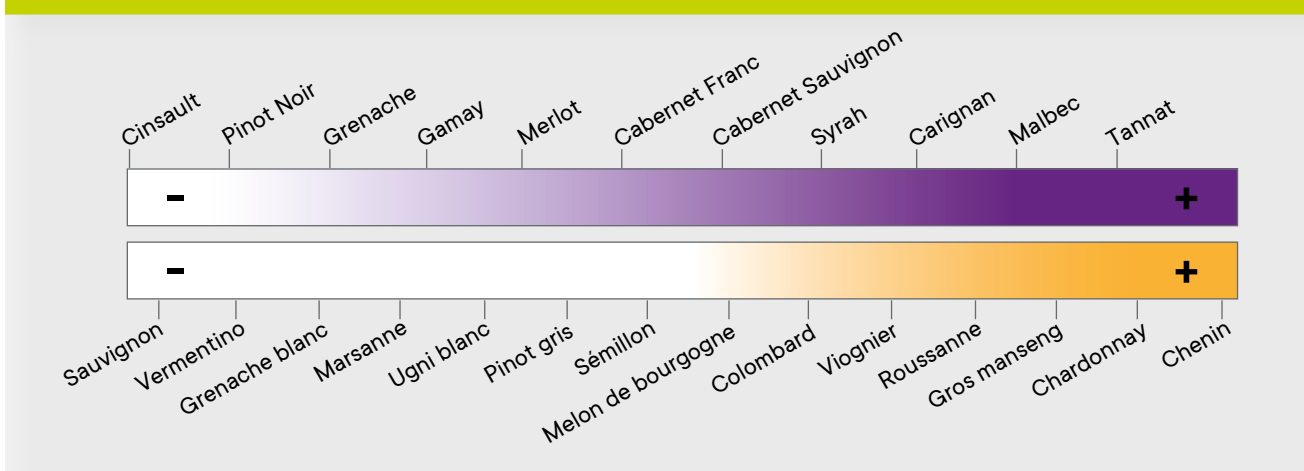 Cinsault
Pinot Noir
Grenache
Gamay
Merlot
Cabernet Franc
Cabernet Sauvignon
Syrah
Carignan
Malbec
Tannat
- +
- +
Sauvignon
Vermentino
Grenache blanc
Marsanne
Ugni blanc
Pinot gris
Sémillon
Melon de bourgogne
Colombard
Viognier
Roussanne
Gros manseng
Chardonnay
Chenin